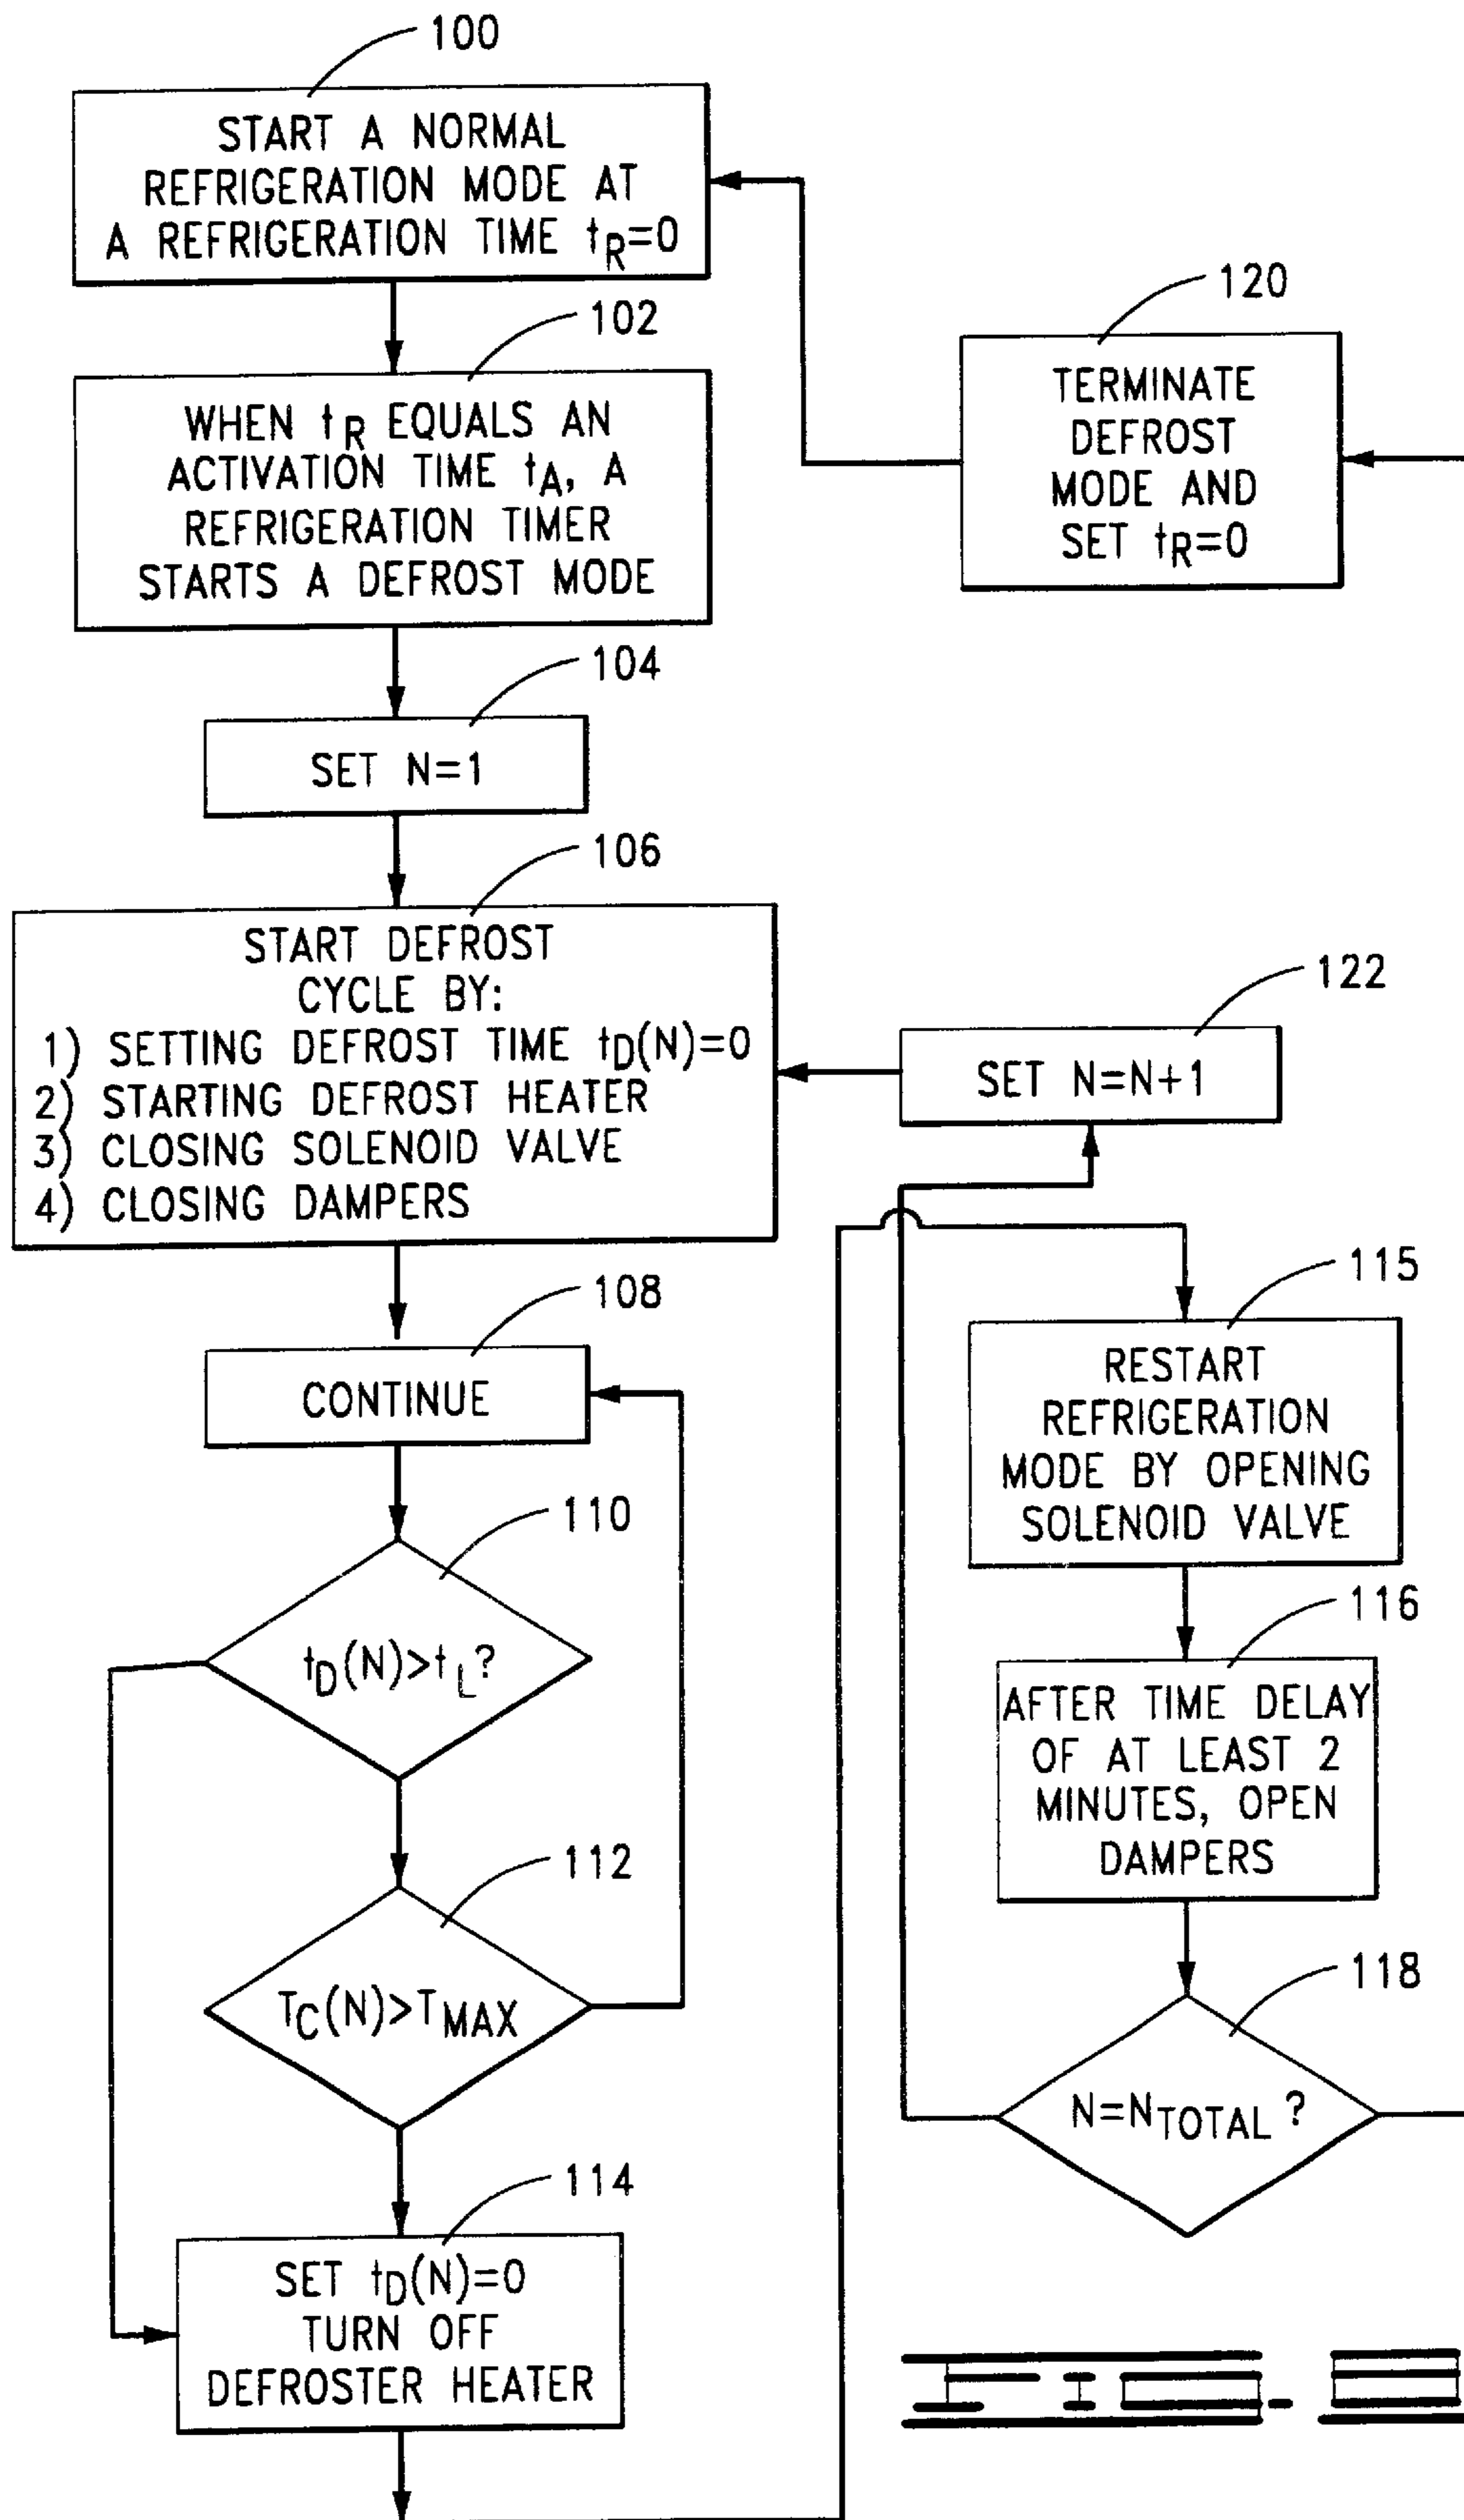 100
START A NORMAL
REFRIGERATION MODE AT
A REFRIGERATION TIME tR=0
102
WHEN tR EQUALS AN
ACTIVATION TIME tA, A
REFRIGERATION TIMER
STARTS A DEFROST MODE
104
SET N=1
106
START DEFROST
CYCLE BY:
1) SETTING DEFROST TIME tD(N)=0
2) STARTING DEFROST HEATER
3) CLOSING SOLENOID VALVE
4) CLOSING DAMPERS
108
CONTINUE
110
tD(N)>tL?
112
TC(N)>TMAX
114
SET tD(N)=0
TURN OFF
DEFROSTER HEATER
120
TERMINATE
DEFROST
MODE AND
SET tR=0
122
SET N=N+1
115
RESTART
REFRIGERATION
MODE BY OPENING
SOLENOID VALVE
116
AFTER TIME DELAY
OF AT LEAST 2
MINUTES, OPEN
DAMPERS
118
N=NTOTAL ?